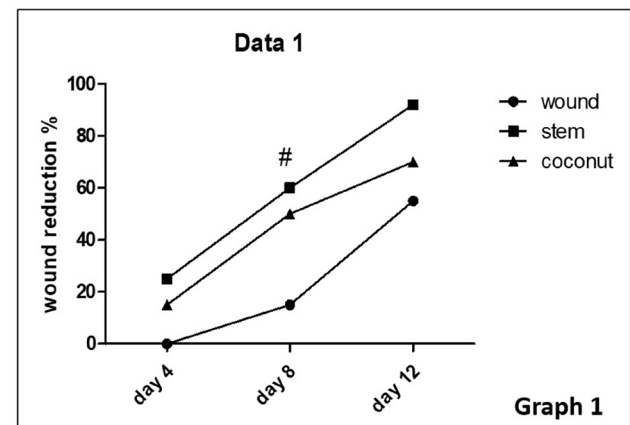 Data 1
wound reduction %
100
80
60
40
20
0
#
day 4
day 8
day 12
wound
stem
coconut
Graph 1